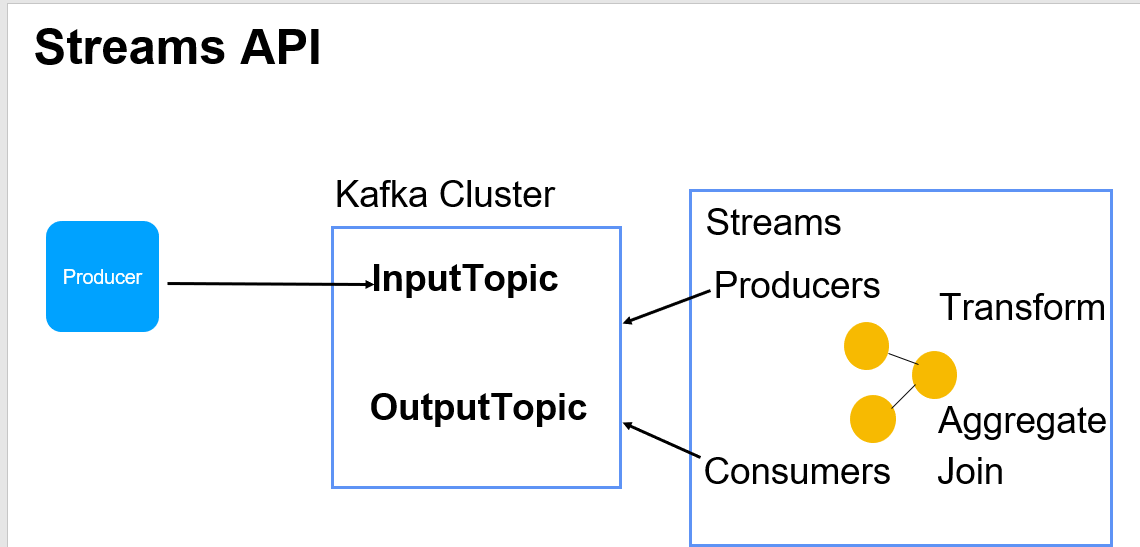 Streams API
Kafka Cluster
Producer
InputTopic
OutputTopic
Streams
Producers
Transform
Aggregate
Consumers
Join